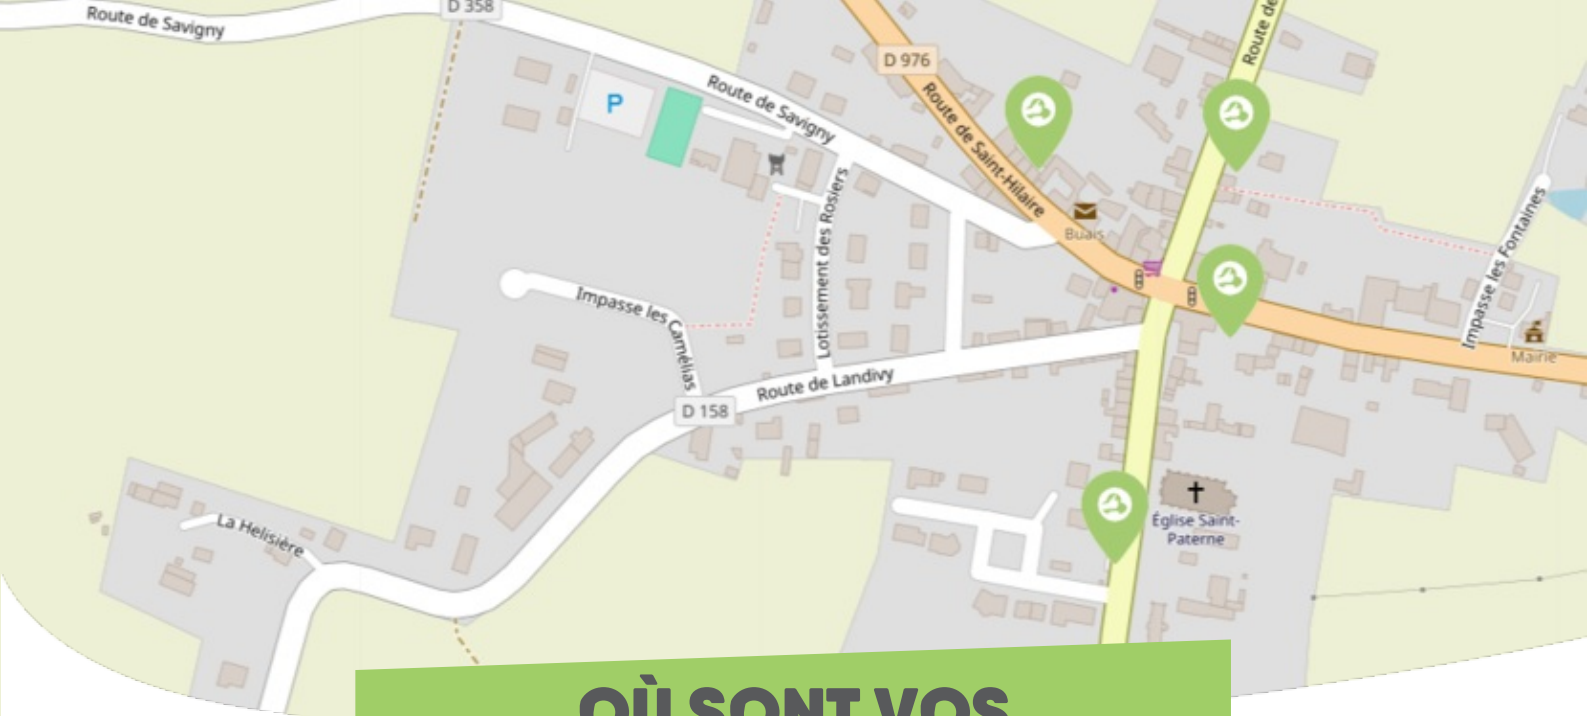 D 358
Route de Savigny
D 976
Route de
P
Route de Savigny
Route de Saint-Hilaire
Buais
Lotissement des Rosiers
Impasse les Fontaines
Impasse les Camélias
Mairie
Route de Landivy
D 158
Église Saint-
Paterne
La Helisière
OÙ SONT VOS